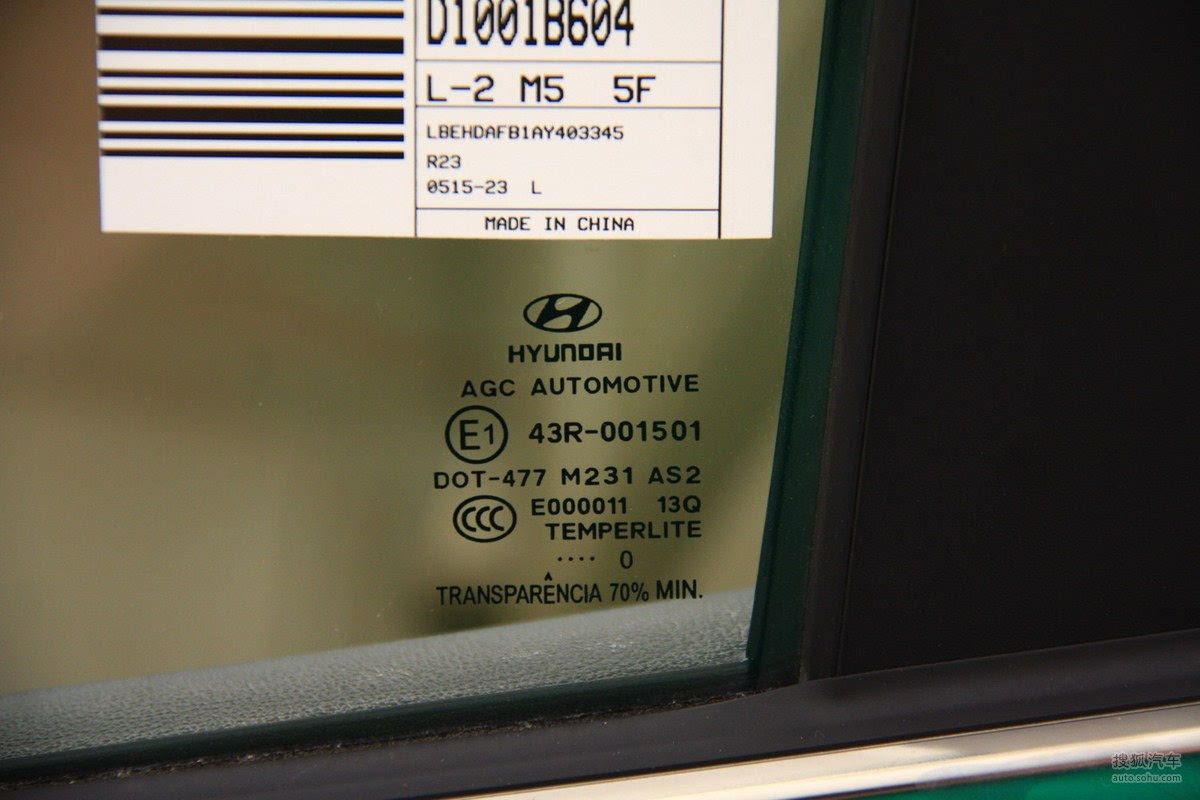 D1001B604
L-2 M5 5F
LBEHDAFB1AY403345
R23
0515-23 L
MADE IN CHINA
HYUNDAI
AGC AUTOMOTIVE
E1 43R-001501
DOT-477 M231 AS2
CCC E000011 13Q
TEMPERLITE
.... 0
TRANSPARÊNCIA 70% MIN.
搜狐汽车
auto.sohu.com